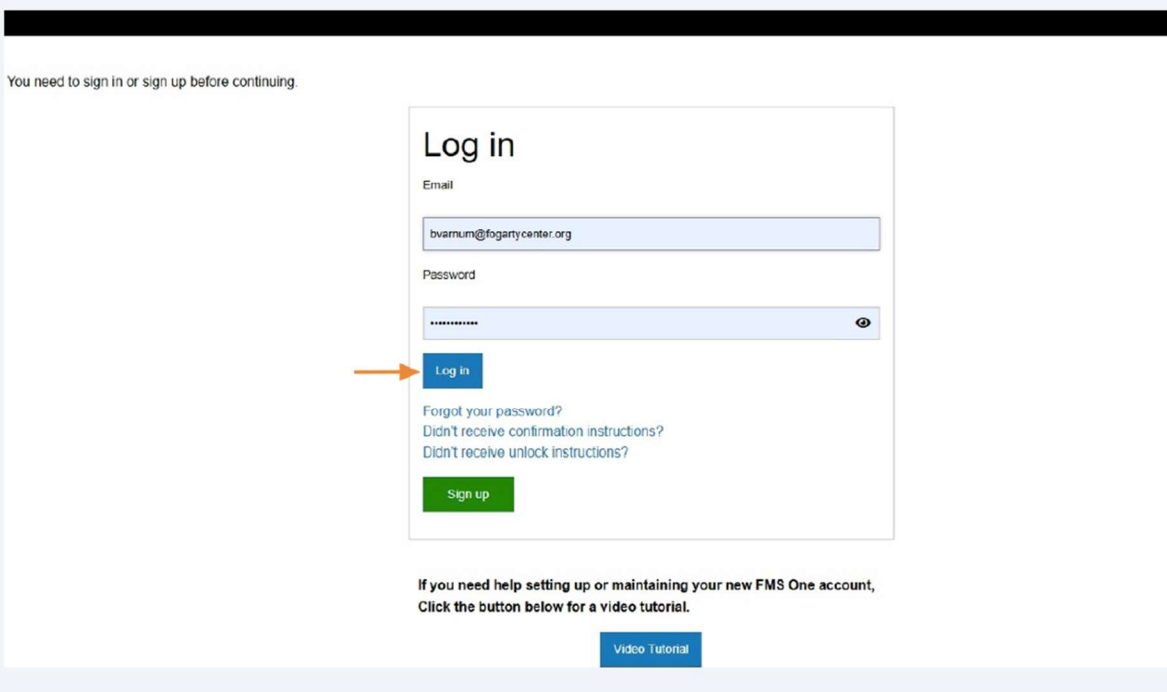 You need to sign in or sign up before continuing.
Log in
Email
bvarnum@fogartycenter.org
Password
••••••••••••
Log in
Forgot your password?
Didn't receive confirmation instructions?
Didn't receive unlock instructions?
Sign up
If you need help setting up or maintaining your new FMS One account,
Click the button below for a video tutorial.
Video Tutorial